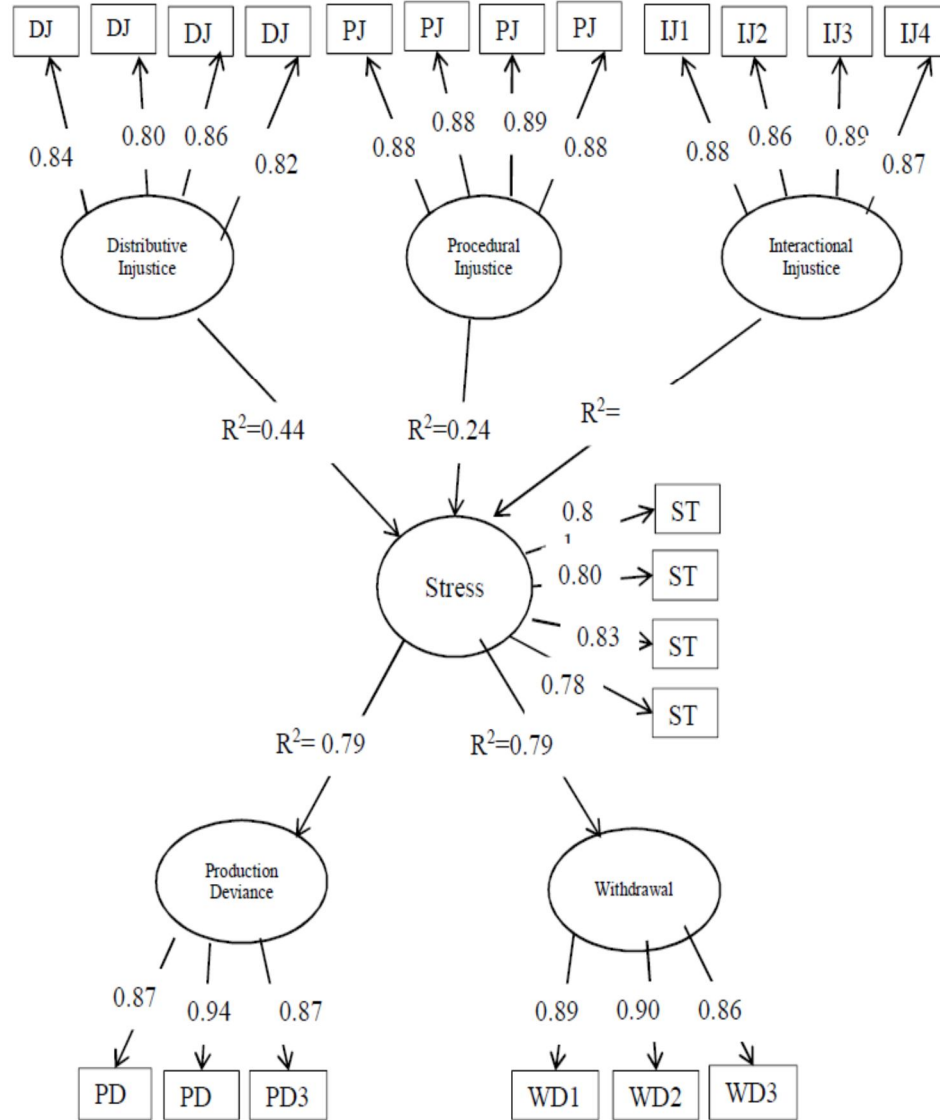 DJ DJ DJ DJ PJ PJ PJ PJ IJ1 IJ2 IJ3 IJ4
0.84 0.80 0.86 0.82 0.88 0.88 0.89 0.88 0.88 0.86 0.89 0.87
Distributive
Injustice
Procedural
Injustice
Interactional
Injustice
R²=0.44 R²=0.24 R²=
Stress
0.8
1
ST
0.80 ST
0.83 ST
0.78 ST
R²= 0.79 R²=0.79
Production
Deviance
Withdrawal
0.87 0.94 0.87 0.89 0.90 0.86
PD PD PD3 WD1 WD2 WD3